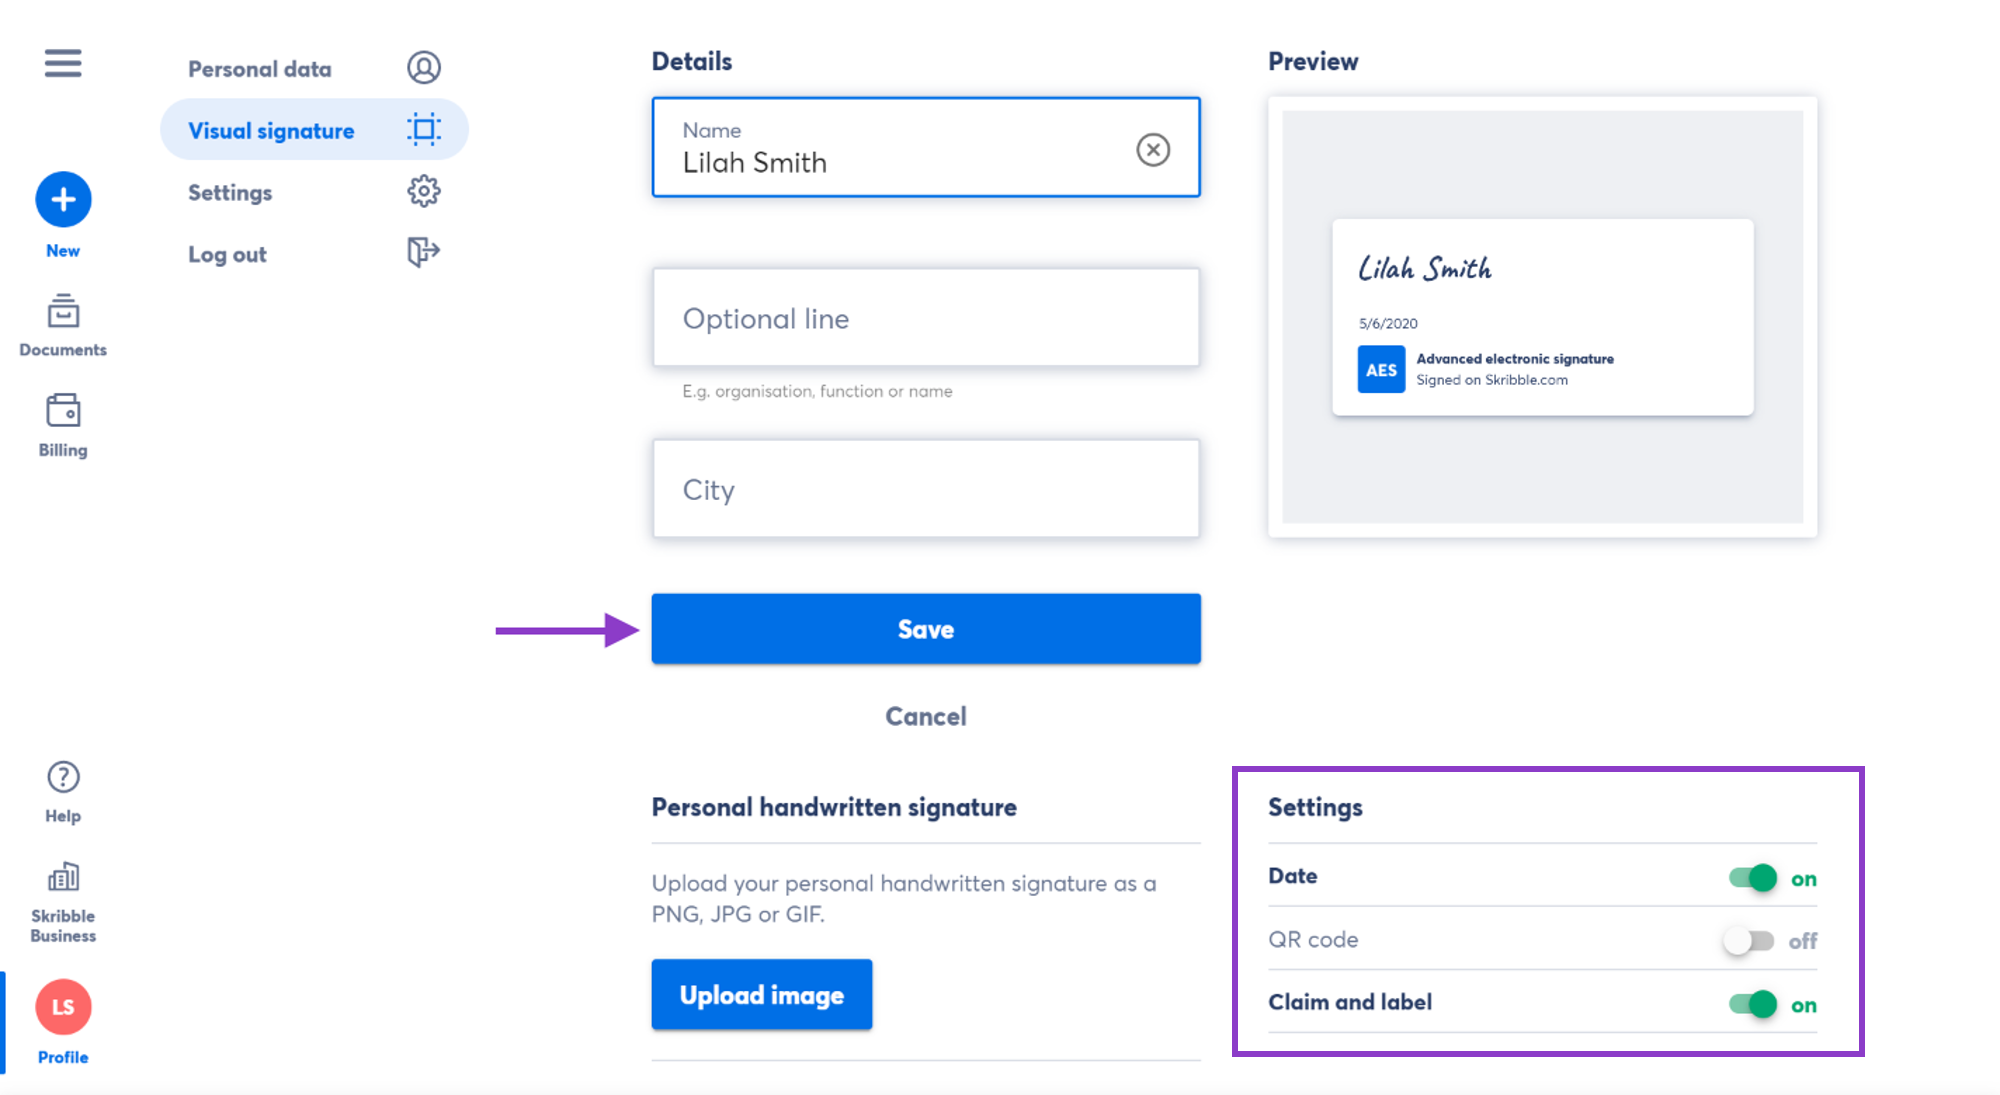 Personal data
Visual signature
Settings
Log out
New
Documents
Billing
Help
Skribble
Business
LS
Profile
Details
Name
Lilah Smith
Optional line
E.g. organisation, function or name
City
Save
Cancel
Personal handwritten signature
Upload your personal handwritten signature as a
PNG, JPG or GIF.
Upload image
Preview
Lilah Smith
5/6/2020
AES
Advanced electronic signature
Signed on Skribble.com
Settings
Date on
QR code off
Claim and label on